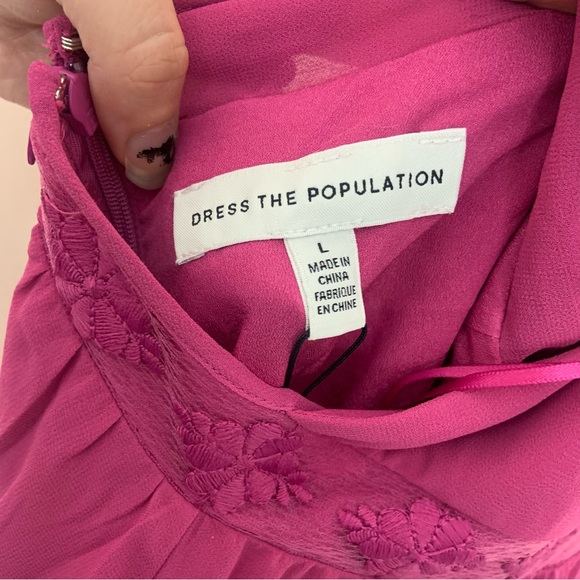 DRESS THE POPULATION
L
MADE IN
CHINA
FABRIQUE
EN CHINE